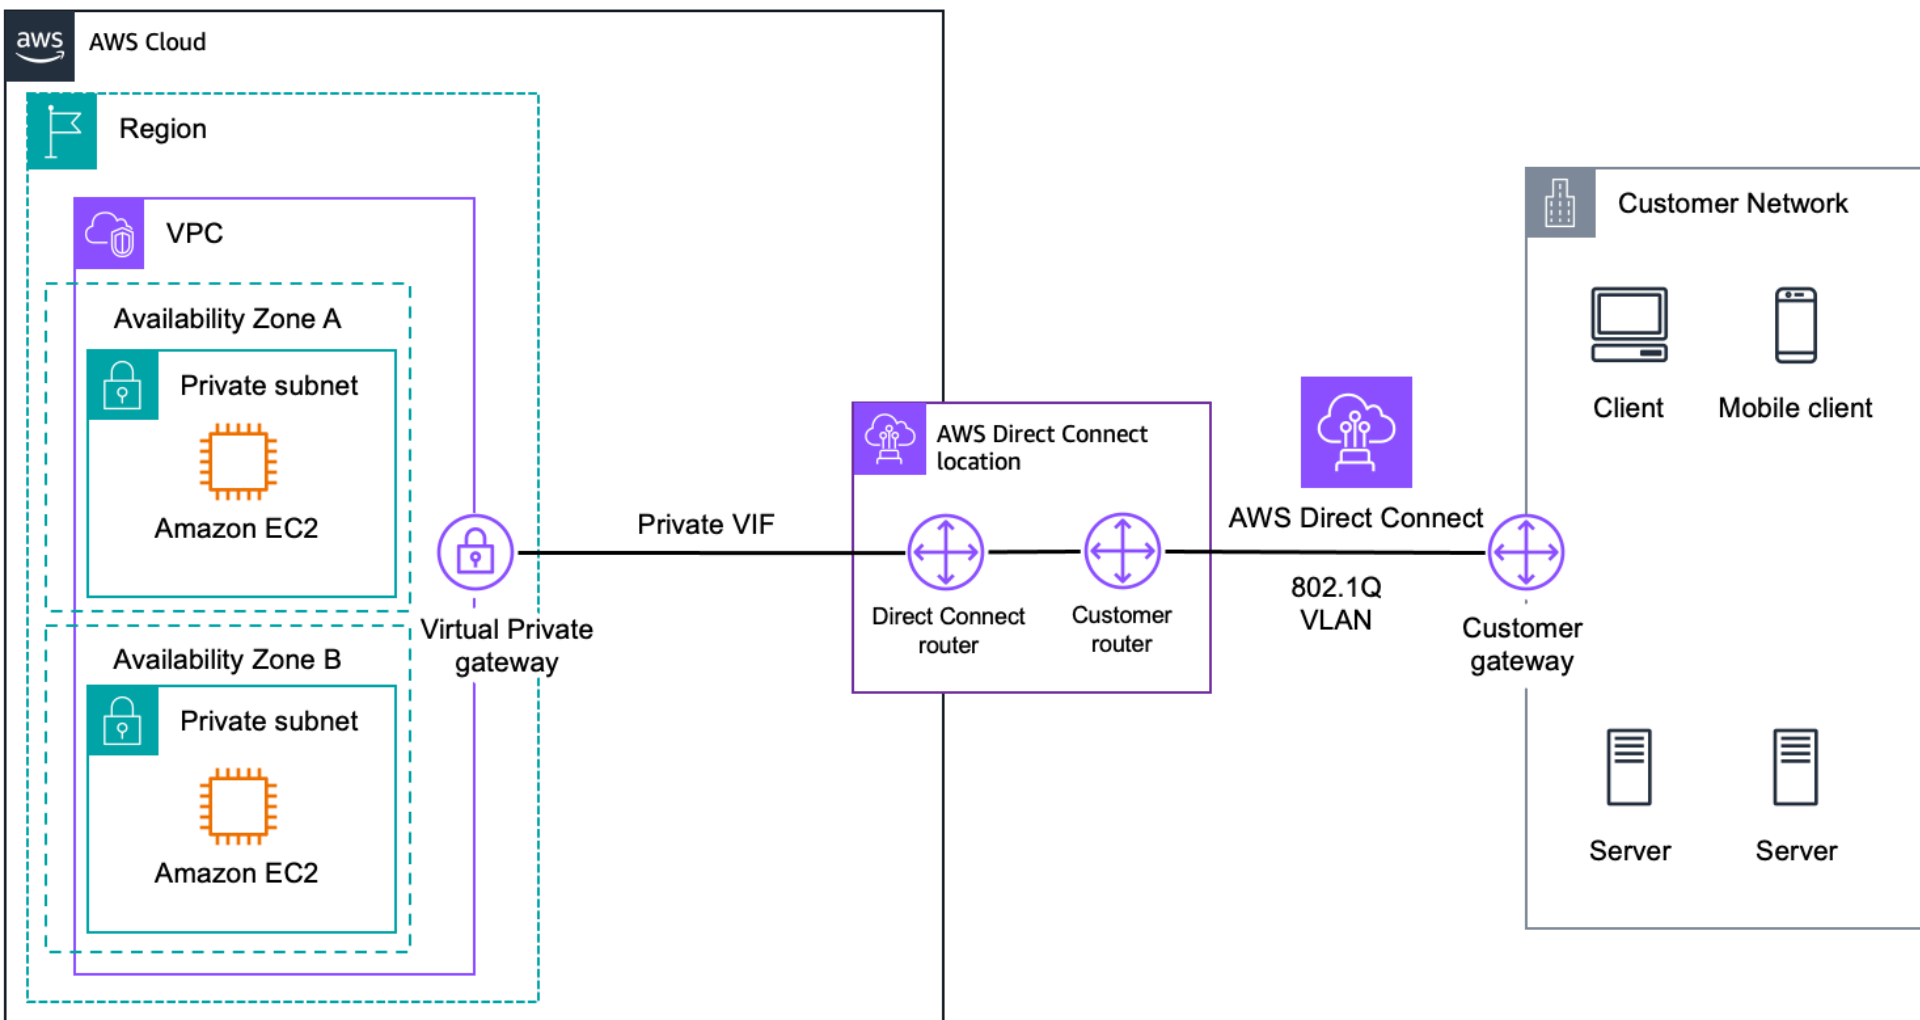 aws
AWS Cloud
Region
VPC
Availability Zone A
Private subnet
Amazon EC2
Availability Zone B
Private subnet
Amazon EC2
Virtual Private
gateway
Private VIF
AWS Direct Connect
location
Direct Connect
router
Customer
router
AWS Direct Connect
802.1Q
VLAN
Customer
gateway
Customer Network
Client
Mobile client
Server
Server